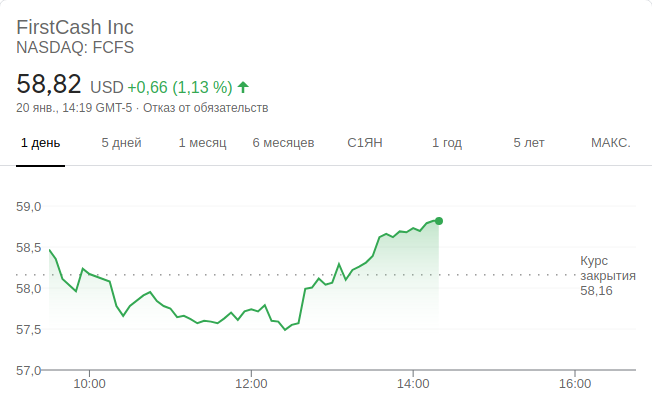 FirstCash Inc
NASDAQ: FCFS
58,82 USD +0,66 (1,13 %)
20 янв., 14:19 GMT-5 · Отказ от обязательств
1 день 5 дней 1 месяц 6 месяцев С1ЯН 1 год 5 лет МАКС.
59,0
58,5
Курс
закрытия
58,16
58,0
57,5
57,0
10:00 12:00 14:00 16:00